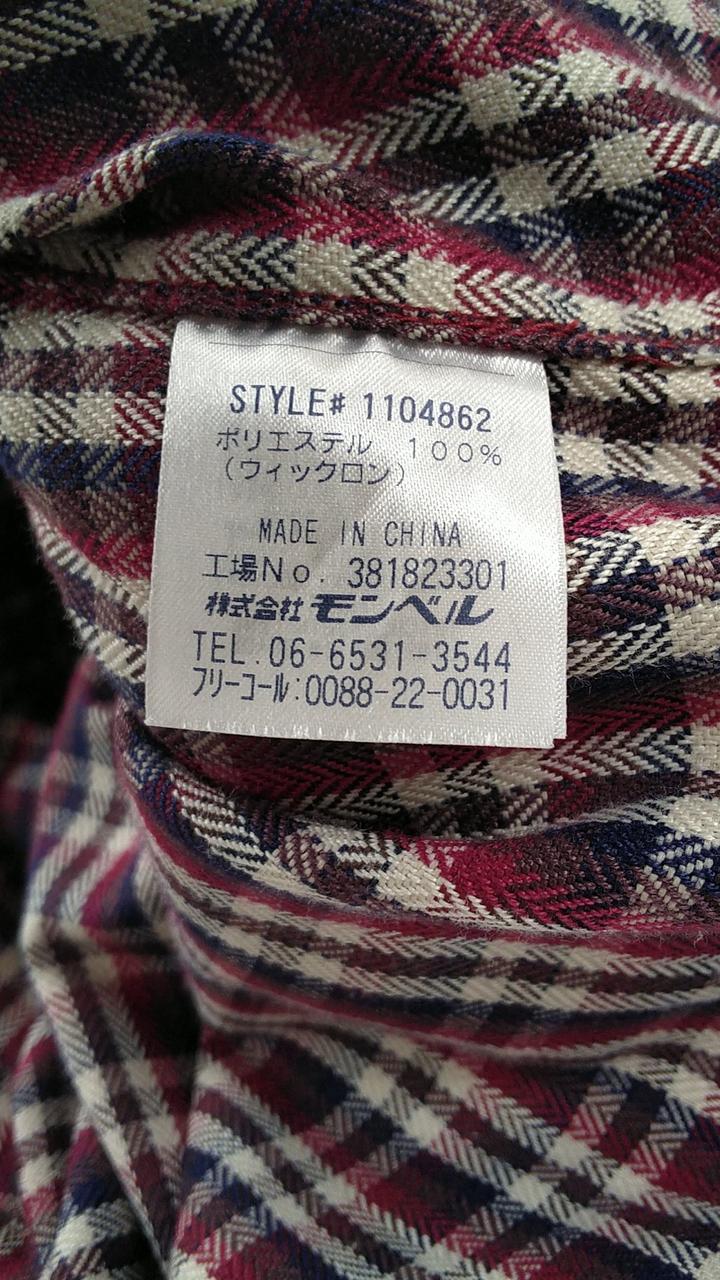 STYLE# 1104862
ポリエステル　１００％
（ウィックロン）
MADE IN CHINA
工場Ｎｏ. 381823301
株式会社 モンベル
TEL.06-6531-3544
フリーコール:0088-22-0031